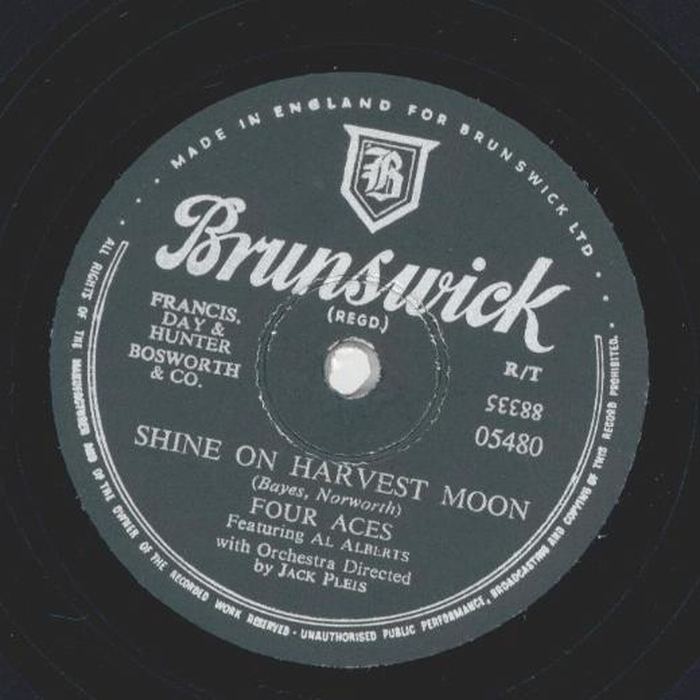 MADE IN ENGLAND FOR BRUNSWICK LTD
B
Brunswick
(REGD.)
FRANCIS,
DAY &
HUNTER
BOSWORTH
& CO.
R/T
88335
05480
SHINE ON HARVEST MOON
(Bayes, Norworth)
FOUR ACES
Featuring AL ALBERTS
with Orchestra Directed
by JACK PLEIS
ALL RIGHTS OF THE MANUFACTURER AND OF THE OWNER OF THE RECORDED WORK RESERVED · UNAUTHORISED PUBLIC PERFORMANCE, BROADCASTING AND COPYING OF THIS RECORD PROHIBITED.